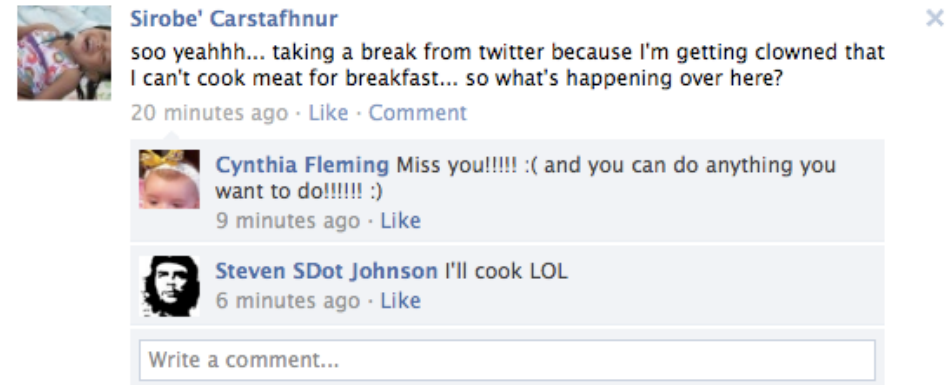 Sirobe' Carstafhnur
soo yeahhh... taking a break from twitter because I'm getting clowned that
I can't cook meat for breakfast... so what's happening over here?
20 minutes ago · Like · Comment
Cynthia Fleming Miss you!!!!! :( and you can do anything you
want to do!!!!!! :)
9 minutes ago · Like
Steven SDot Johnson I'll cook LOL
6 minutes ago · Like
Write a comment...